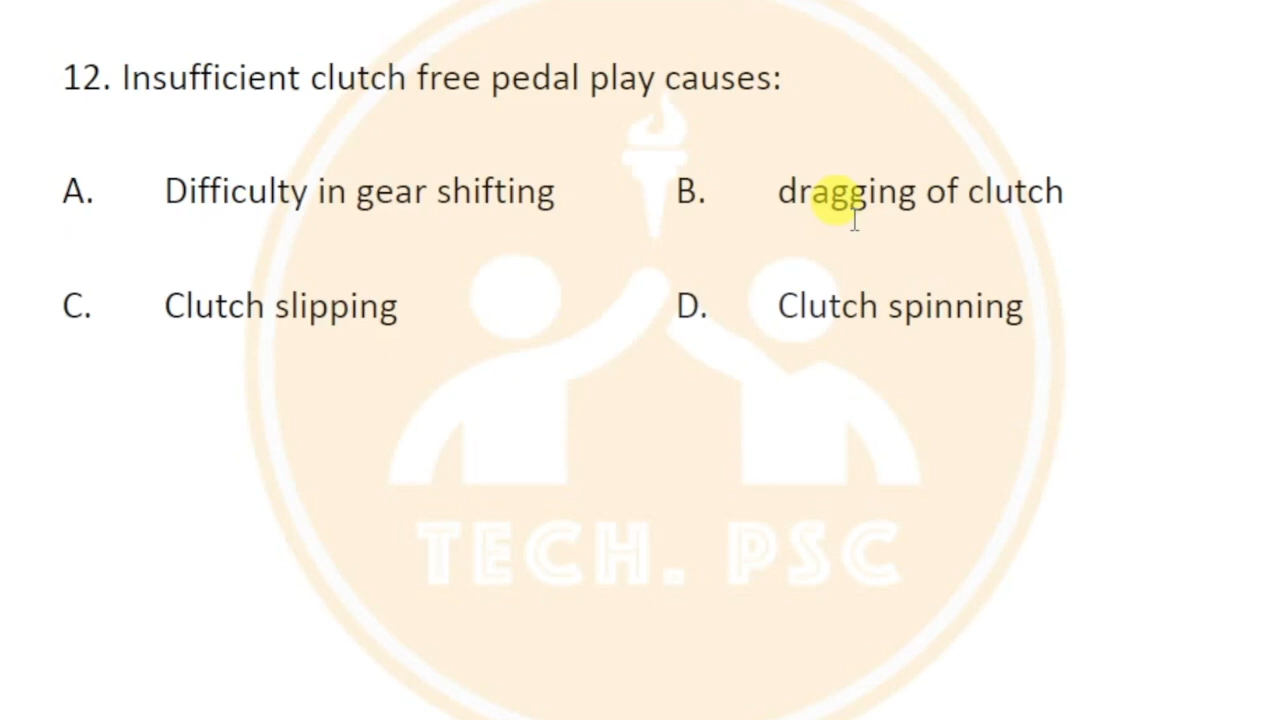 12. Insufficient clutch free pedal play causes:
A. Difficulty in gear shifting B. dragging of clutch
C. Clutch slipping D. Clutch spinning
TECH. PSC